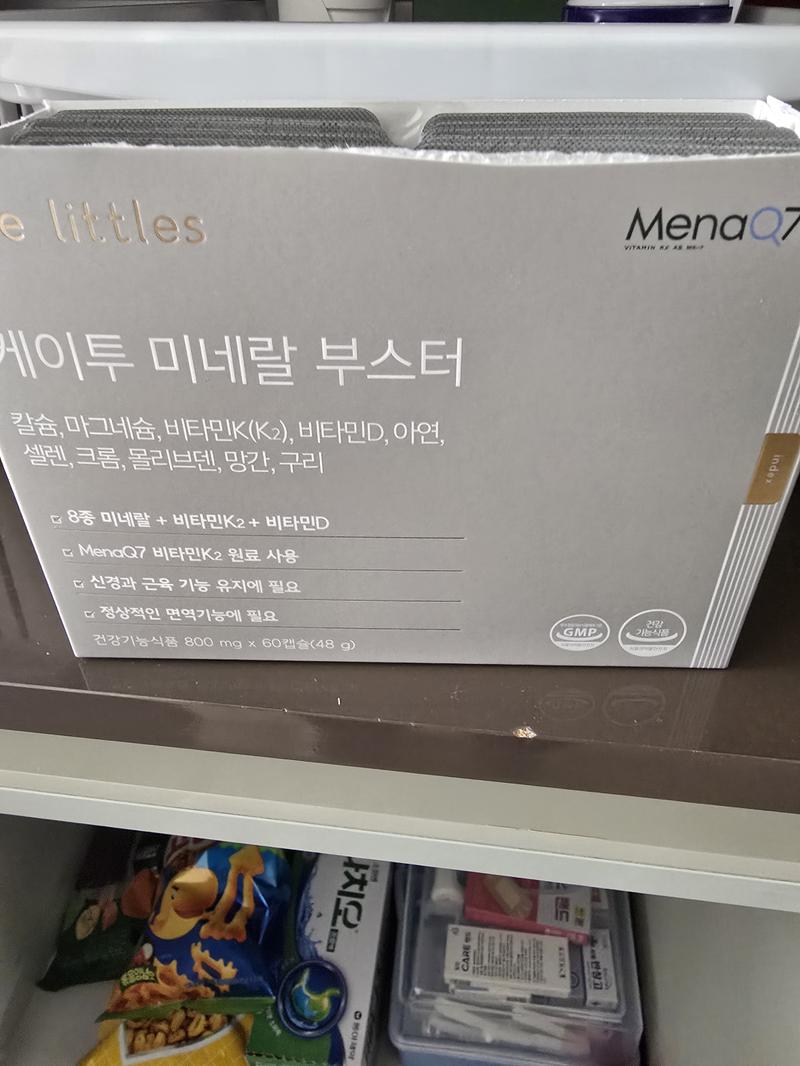 e littles
MenaQ7
VITAMIN K2 AS MK-7
케이투 미네랄 부스터
칼슘, 마그네슘, 비타민K(K2), 비타민D, 아연,
셀렌, 크롬, 몰리브덴, 망간, 구리
index
8종 미네랄 + 비타민K2 + 비타민D
MenaQ7 비타민K2 원료 사용
신경과 근육 기능 유지에 필요
정상적인 면역기능에 필요
건강기능식품 800 mg x 60캡슐(48 g)
GMP
건강
기능식품
CARE